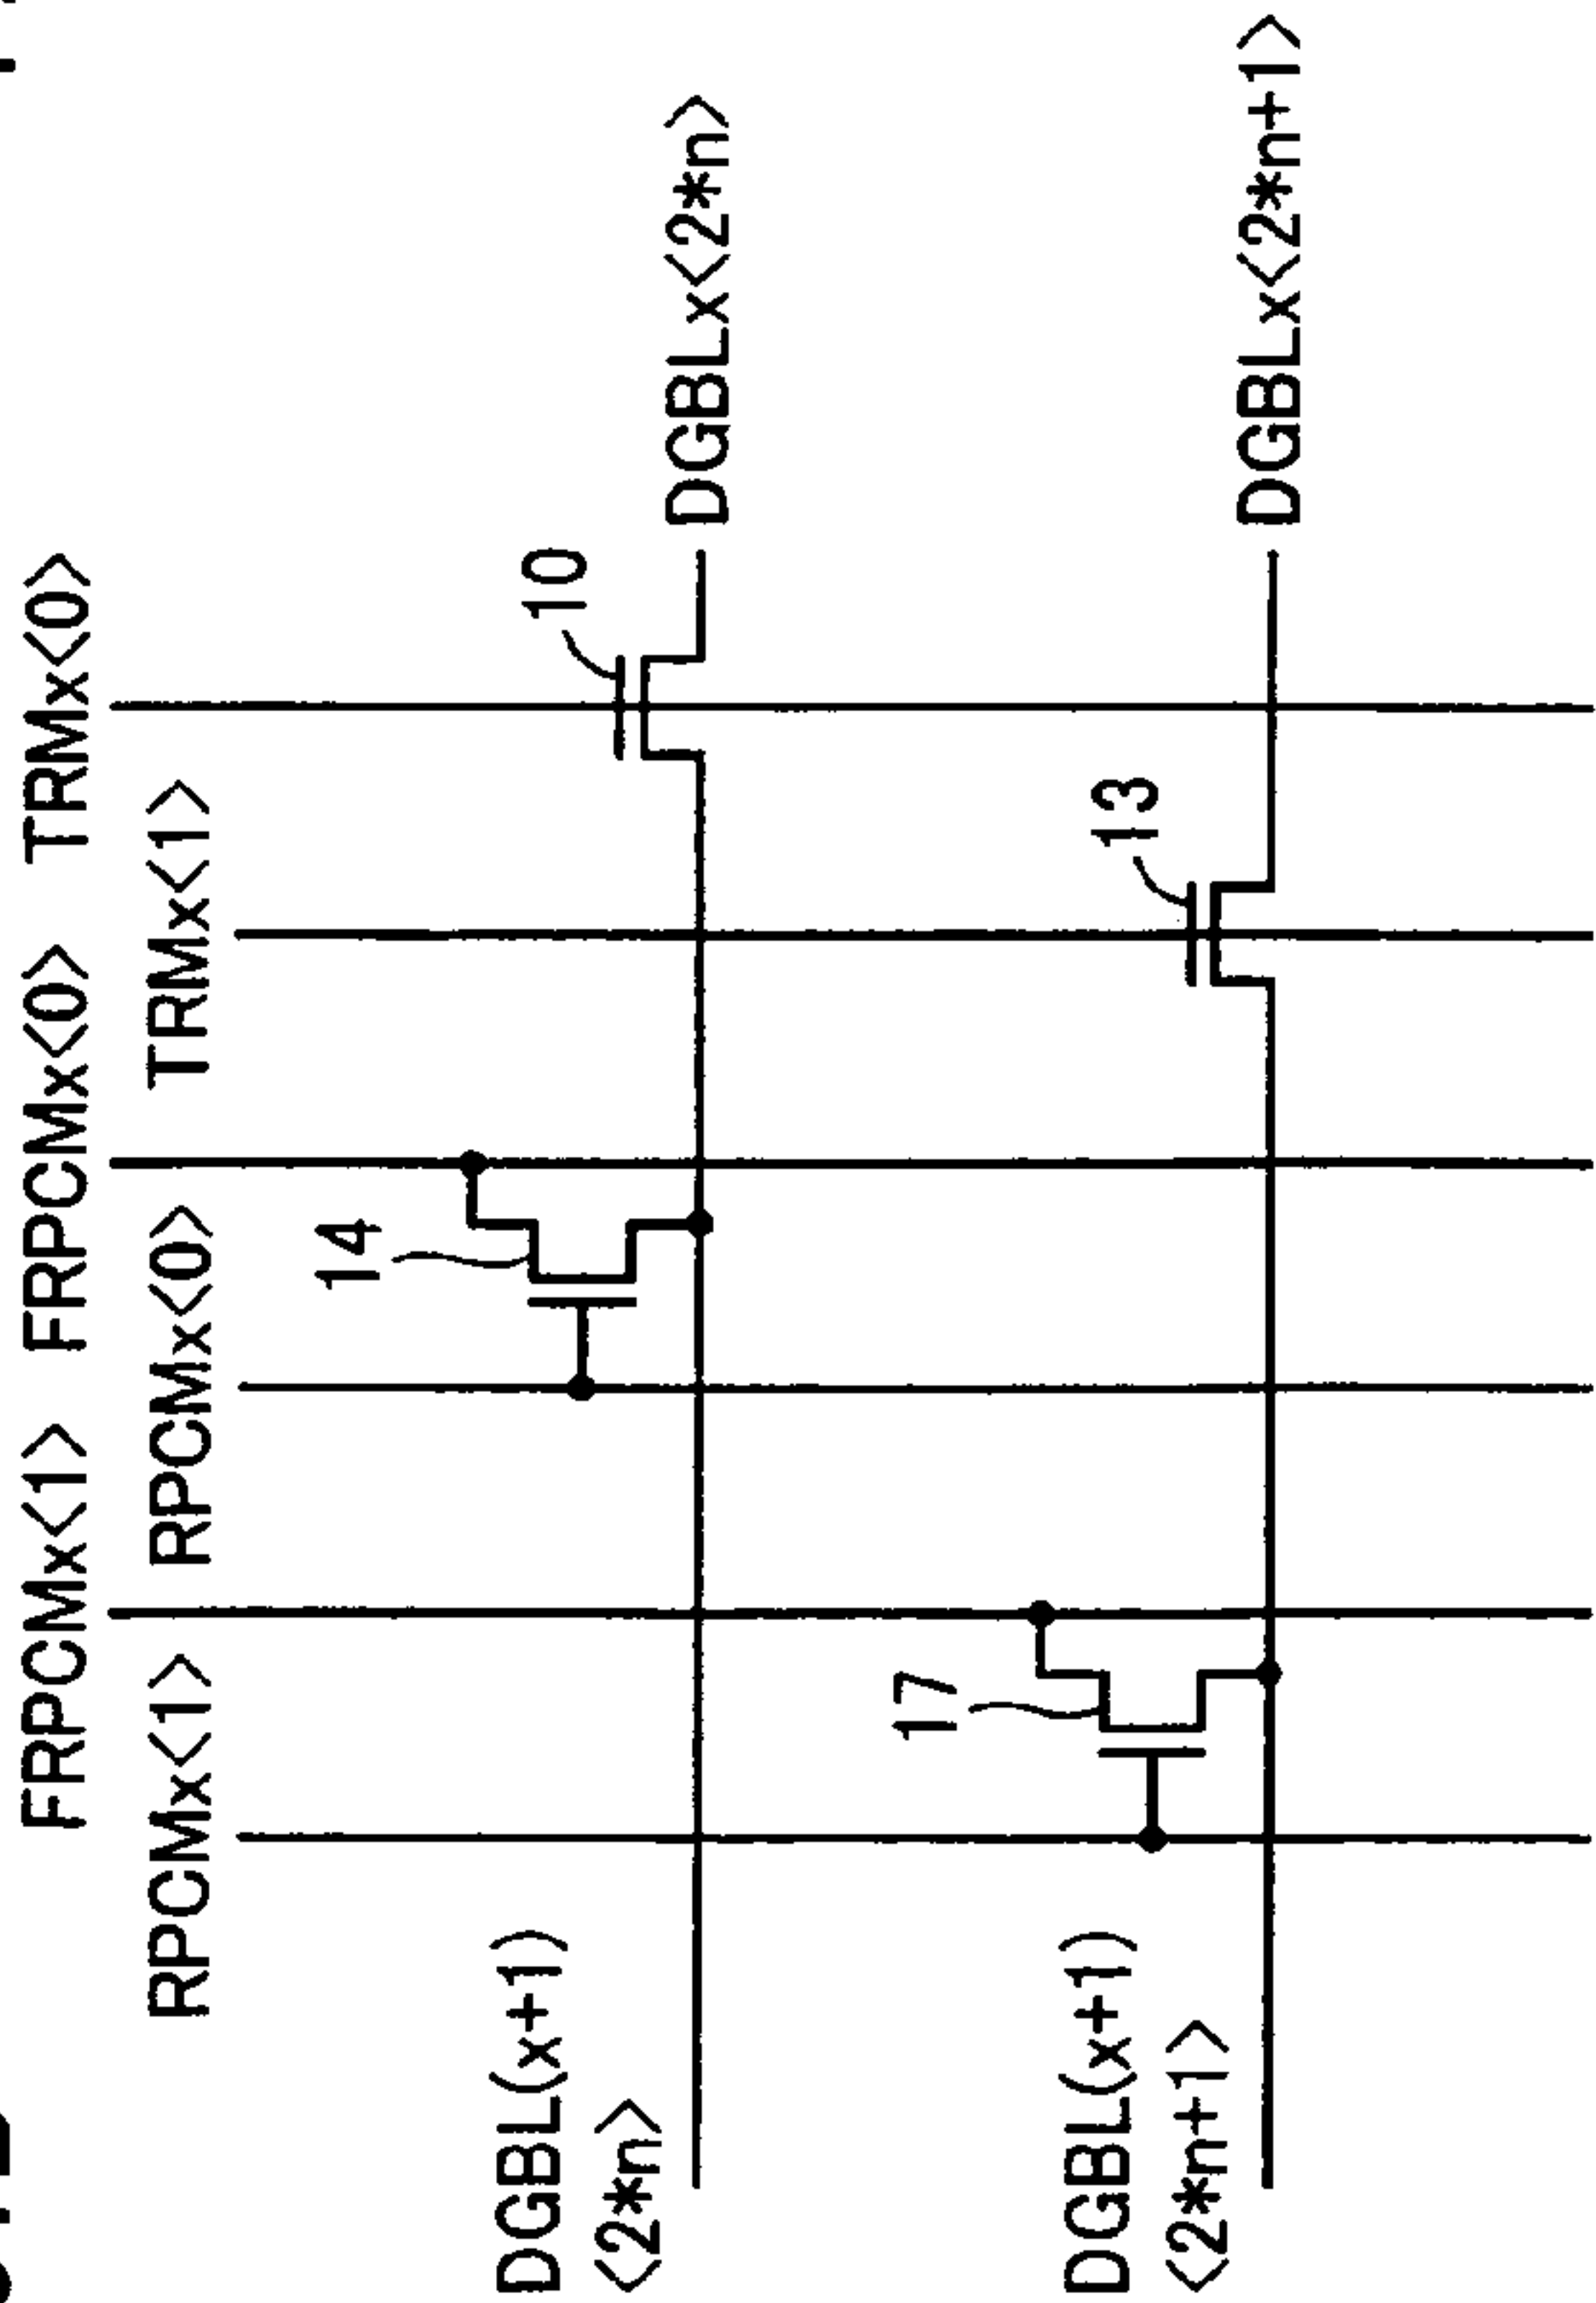 FRPCMx<1> FRPCMx<0> TRMx<0>
RPCMx<1> RPCMx<0> TRMx<1>
14
10
DGBL(x+1)
<2*n>
DGBLx<2*n>
17
13
DGBL(x+1)
<2*n+1>
DGBLx<2*n+1>